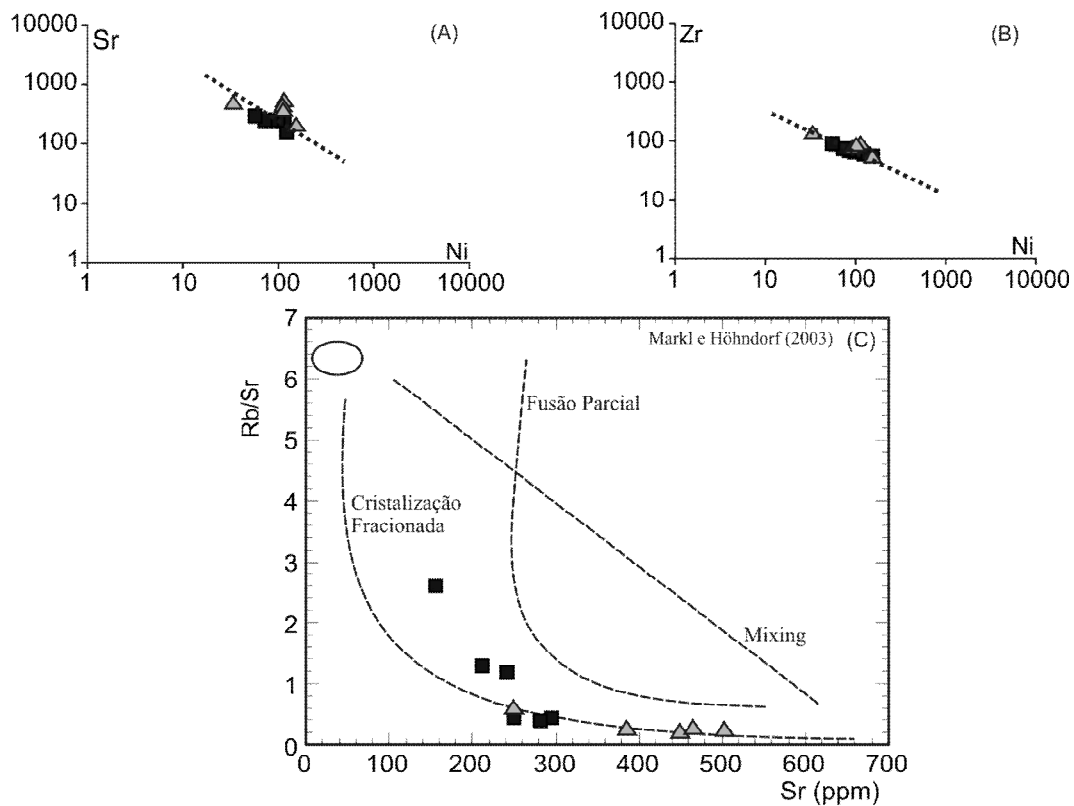 10000
Sr
(A)
1000
100
10
1
Ni
1
10
100
1000
10000
10000
Zr
(B)
1000
100
10
1
Ni
1
10
100
1000
10000
7
Markl e Höhndorf (2003) (C)
6
Rb/Sr
Fusão Parcial
5
4
Cristalização
Fracionada
3
2
Mixing
1
0
0
100
200
300
400
500
600
700
Sr (ppm)